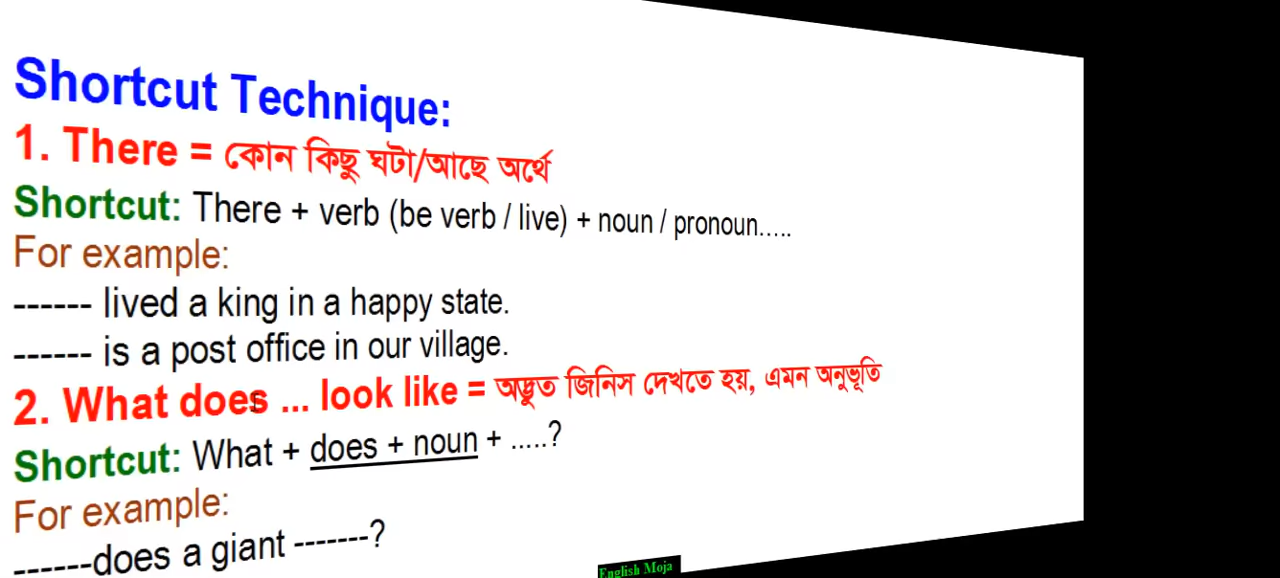 Shortcut Technique:
1. There = কোন কিছু ঘটা/আছে অর্থে
Shortcut: There + verb (be verb / live) + noun / pronoun.....
For example:
------ lived a king in a happy state.
------ is a post office in our village.
2. What does ... look like = অদ্ভুত জিনিস দেখতে হয়, এমন অনুভূতি
Shortcut: What + does + noun + .....?
For example:
------does a giant -------?
English Moja